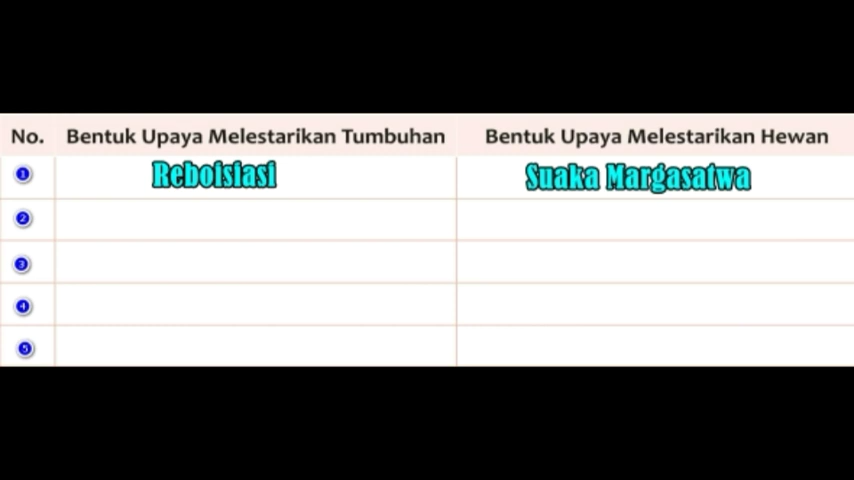 No. Bentuk Upaya Melestarikan Tumbuhan Bentuk Upaya Melestarikan Hewan
1 Reboisiasi Suaka Margasatwa
2
3
4
5